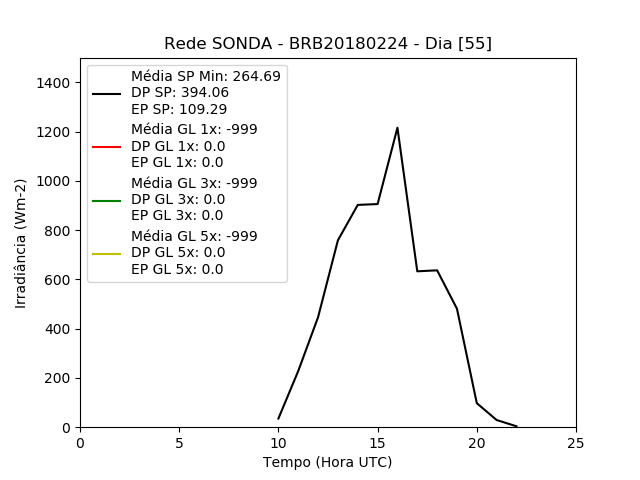 Rede SONDA - BRB20180224 - Dia [55]
Média SP Min: 264.69
DP SP: 394.06
EP SP: 109.29
Média GL 1x: -999
DP GL 1x: 0.0
EP GL 1x: 0.0
Média GL 3x: -999
DP GL 3x: 0.0
EP GL 3x: 0.0
Média GL 5x: -999
DP GL 5x: 0.0
EP GL 5x: 0.0
Irradiância (Wm-2)
1400
1200
1000
800
600
400
200
0
0 5 10 15 20 25
Tempo (Hora UTC)